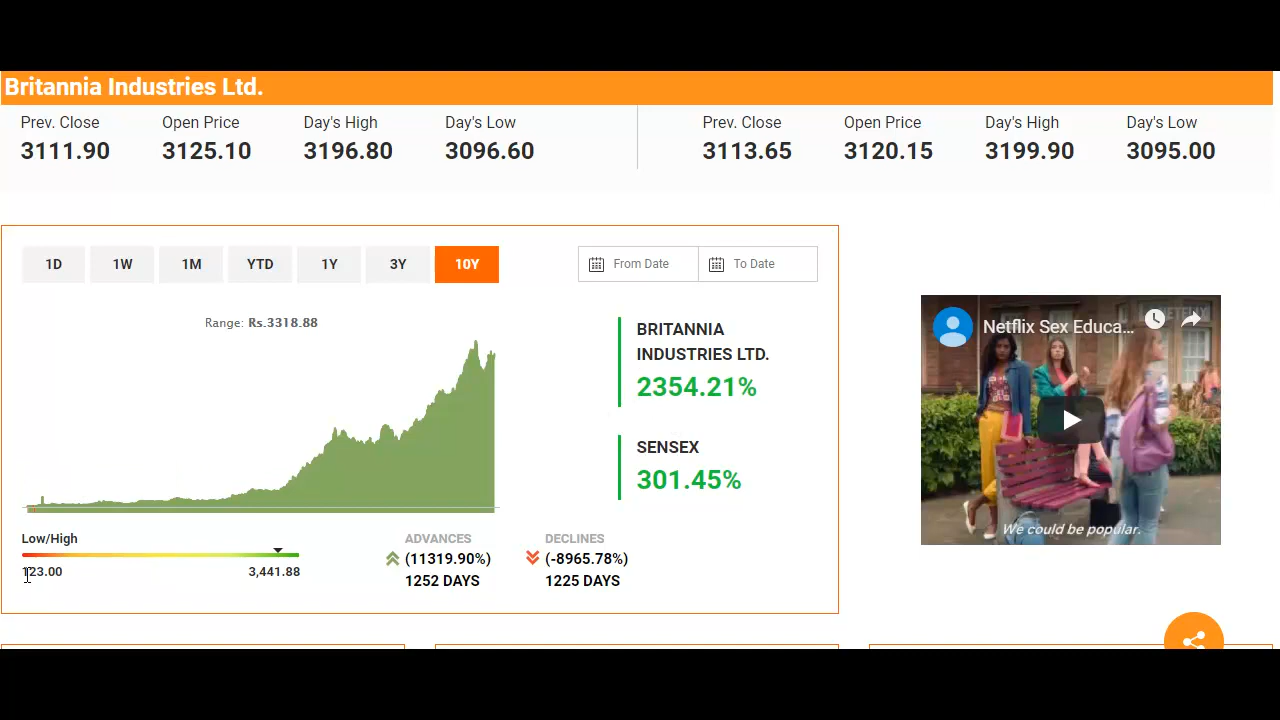 Britannia Industries Ltd.
Prev. Close Open Price Day's High Day's Low Prev. Close Open Price Day's High Day's Low
3111.90 3125.10 3196.80 3096.60 3113.65 3120.15 3199.90 3095.00
1D 1W 1M YTD 1Y 3Y 10Y From Date To Date
Range: Rs.3318.88
BRITANNIA
INDUSTRIES LTD.
2354.21%
SENSEX
301.45%
Low/High
123.00 3,441.88
ADVANCES DECLINES
(11319.90%) (-8965.78%)
1252 DAYS 1225 DAYS
Netflix Sex Educa...
We could be popular.